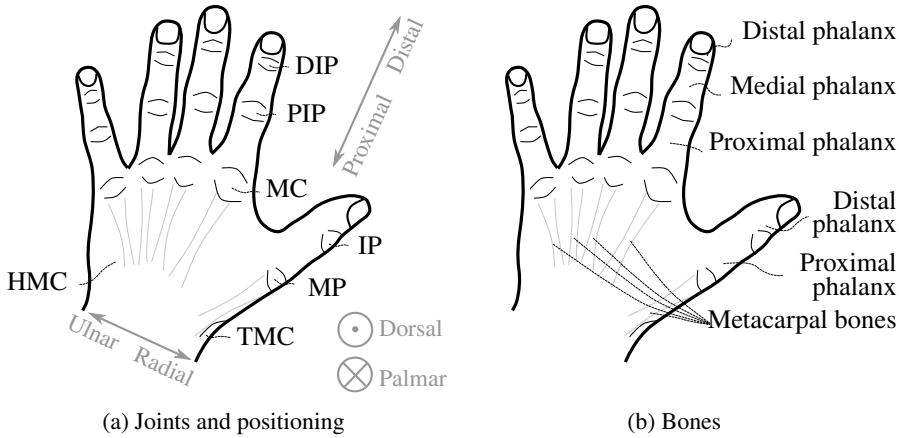 DIP
PIP
MC
IP
MP
HMC
TMC
Proximal Distal
Ulnar Radial
Dorsal
Palmar
(a) Joints and positioning
Distal phalanx
Medial phalanx
Proximal phalanx
Distal
phalanx
Proximal
phalanx
Metacarpal bones
(b) Bones